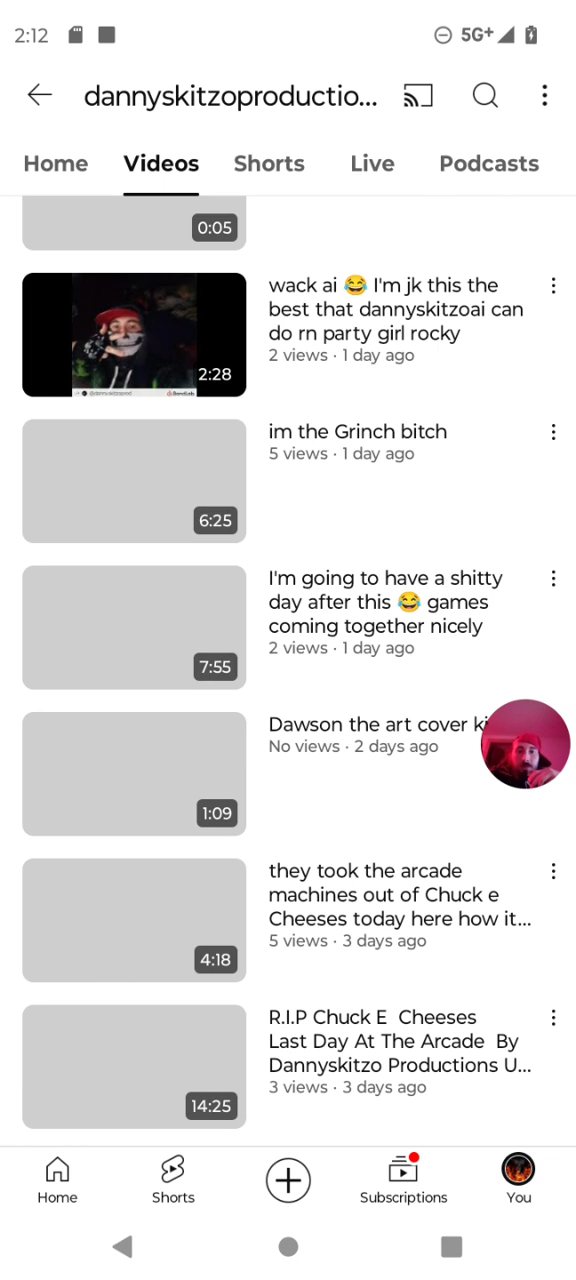 2:12
5G+
dannyskitzoproductio...
Home Videos Shorts Live Podcasts
0:05
wack ai 😂 I'm jk this the
best that dannyskitzoai can
do rn party girl rocky
2 views · 1 day ago
2:28
im the Grinch bitch
5 views · 1 day ago
6:25
I'm going to have a shitty
day after this 😂 games
coming together nicely
2 views · 1 day ago
7:55
Dawson the art cover
No views · 2 days ago
1:09
they took the arcade
machines out of Chuck e
Cheeses today here how it...
5 views · 3 days ago
4:18
R.I.P Chuck E  Cheeses
Last Day At The Arcade  By
Dannyskitzo Productions U...
3 views · 3 days ago
14:25
Home Shorts Subscriptions You